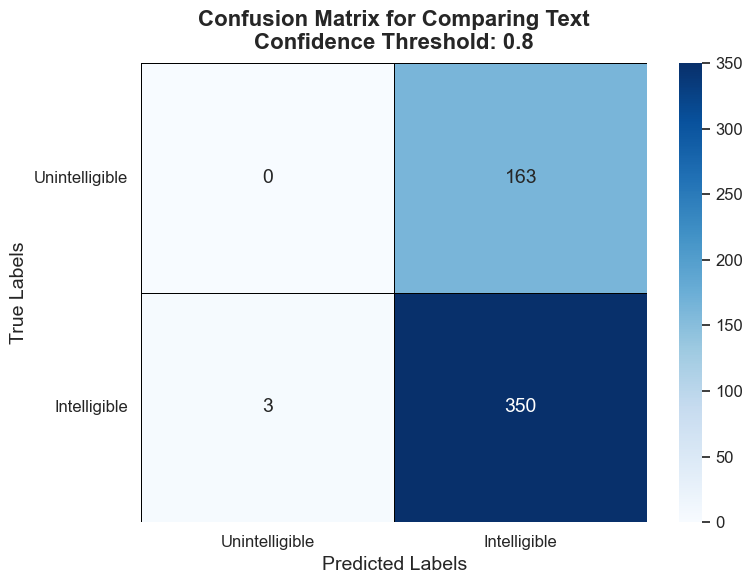 Confusion Matrix for Comparing Text
Confidence Threshold: 0.8
350
300
250
200
150
100
50
0
True Labels
Unintelligible
0
163
Intelligible
3
350
Unintelligible
Intelligible
Predicted Labels